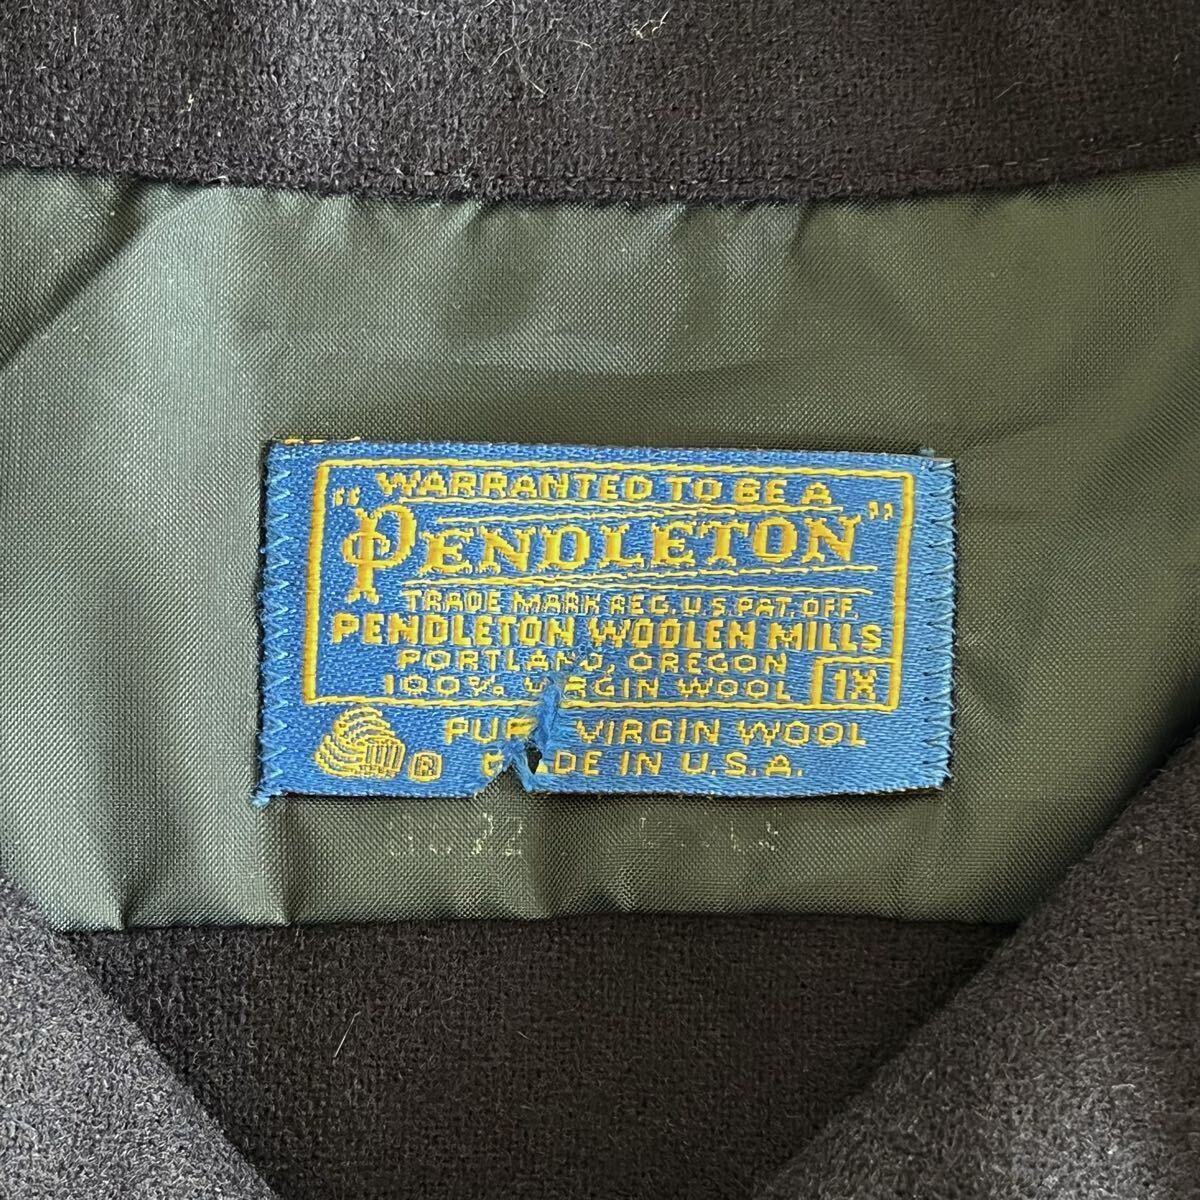 WARRANTED TO BE A
"PENDLETON"
TRADE MARK REG. U.S. PAT. OFF.
PENDLETON WOOLEN MILLS
PORTLAND, OREGON
100% VIRGIN WOOL 1X
PURE VIRGIN WOOL
® MADE IN U.S.A.